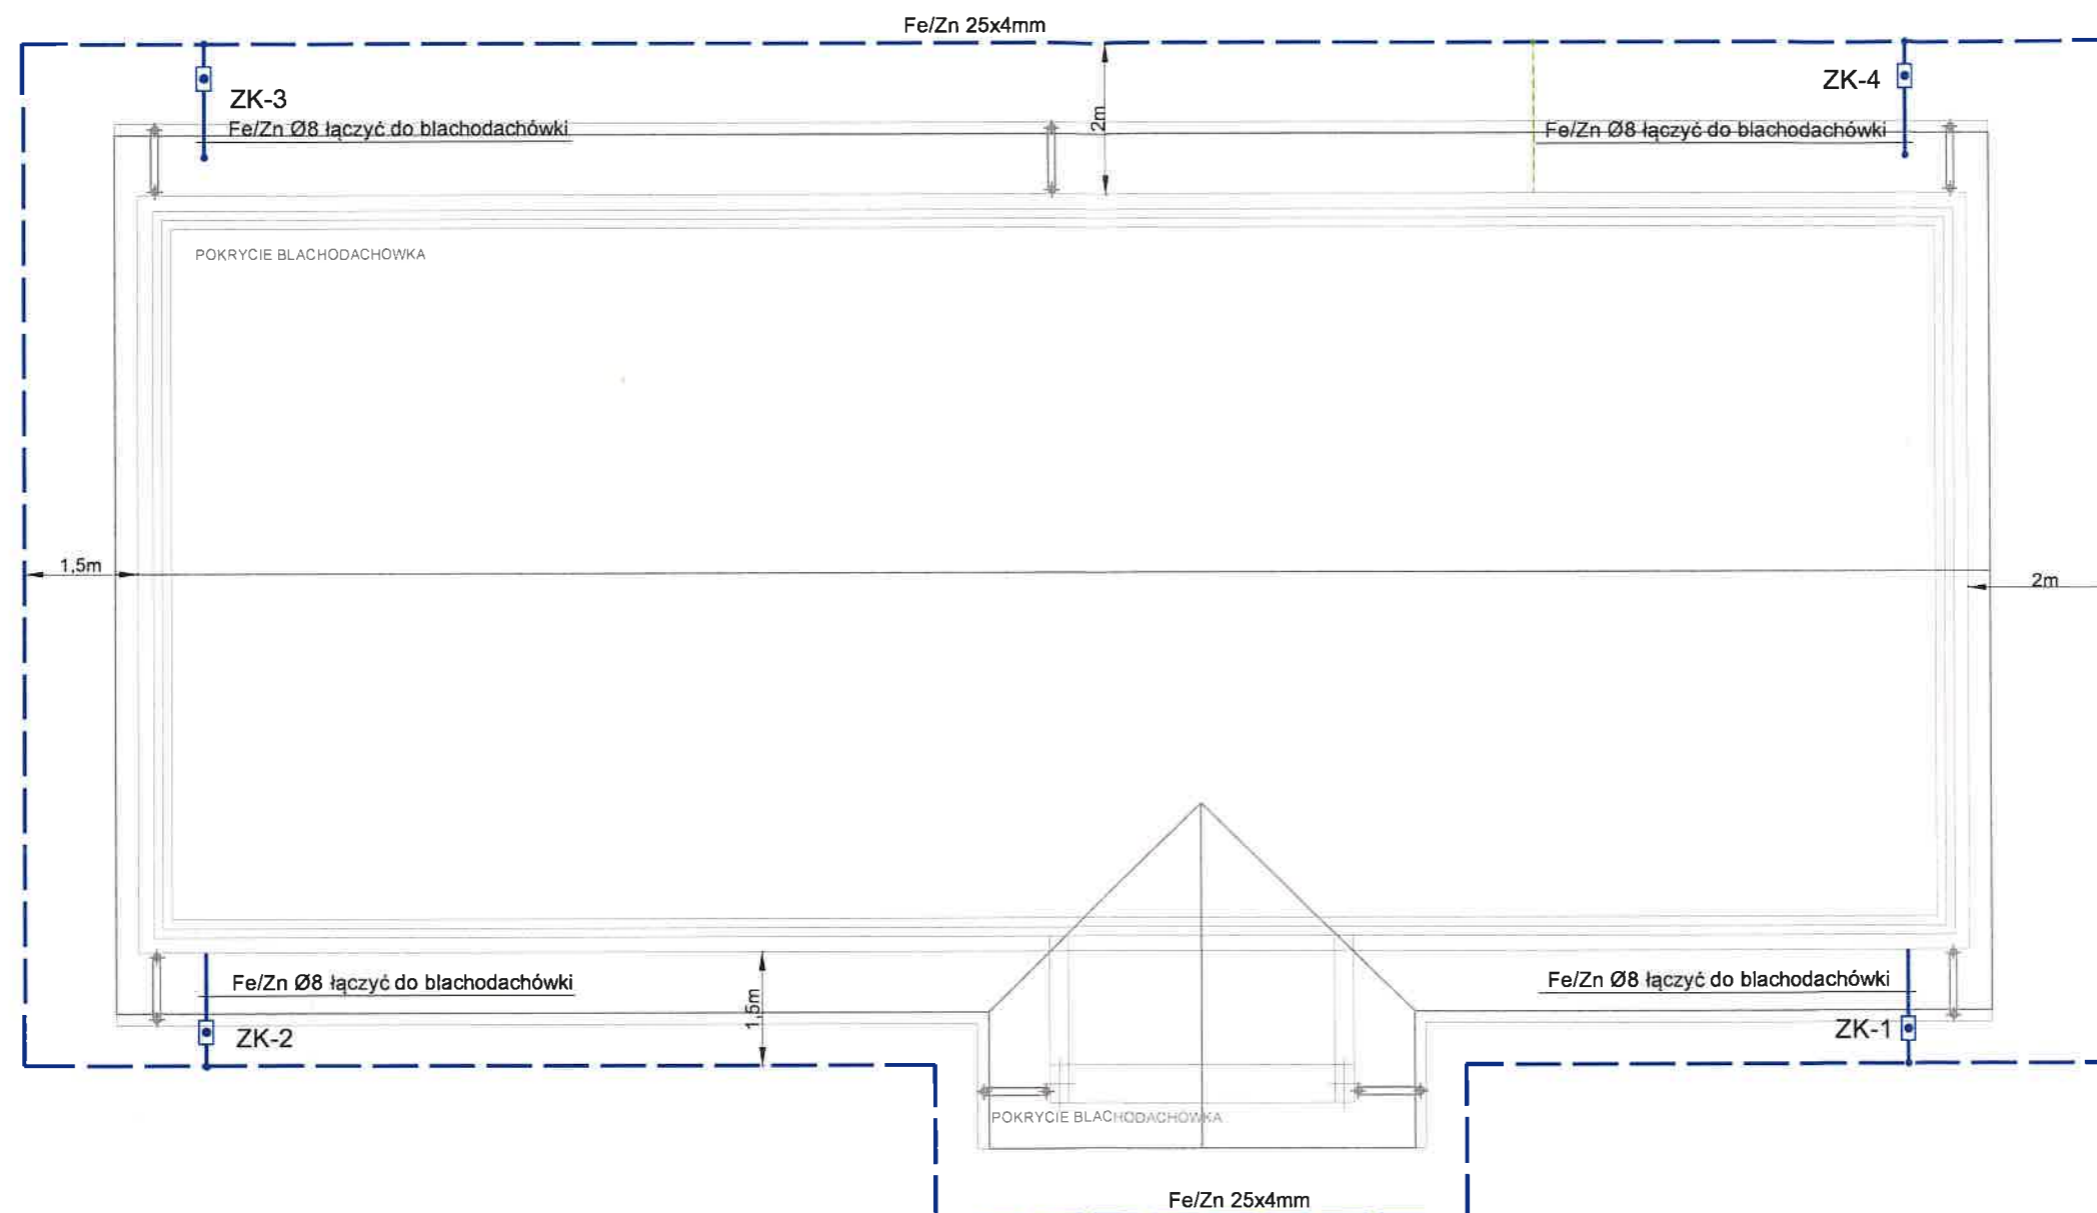 Fe/Zn 25x4mm
ZK-3
ZK-4
2m
Fe/Zn Ø8 łączyć do blachodachówki
Fe/Zn Ø8 łączyć do blachodachówki
POKRYCIE BLACHODACHOWKA
1,5m
2m
Fe/Zn Ø8 łączyć do blachodachówki
Fe/Zn Ø8 łączyć do blachodachówki
1,5m
ZK-2
ZK-1
POKRYCIE BLACHODACHOWKA
Fe/Zn 25x4mm